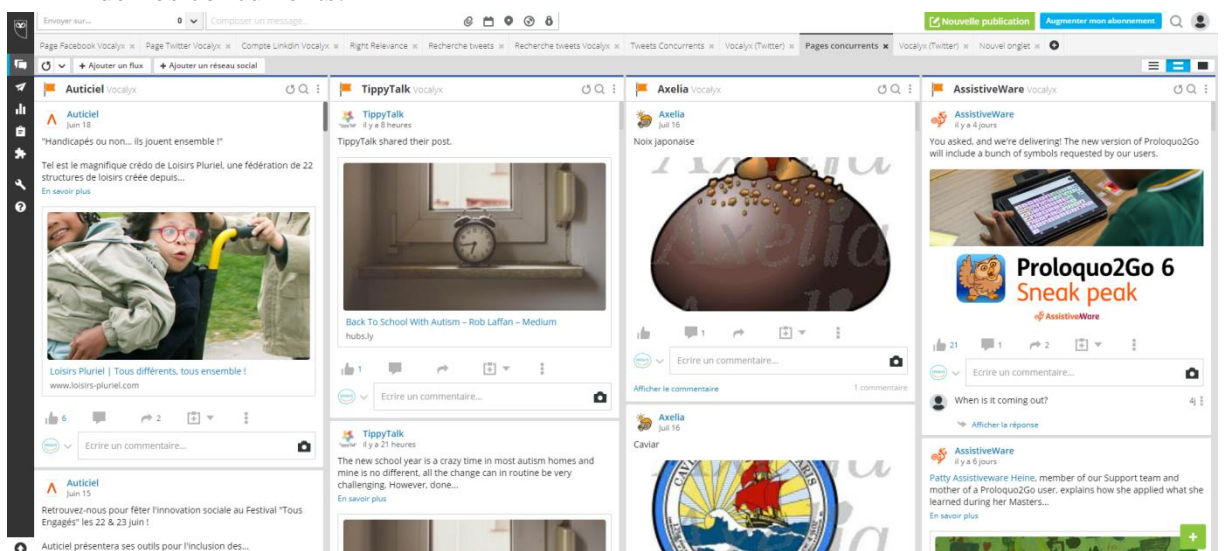 Envoyer sur... 0 Composer un message... Nouvelle publication Augmenter mon abonnement
Page Facebook Vocalyx × Page Twitter Vocalyx × Compte Linkdin Vocalyx × Right Relevance × Recherche tweets × Recherche tweets Vocalyx × Tweets Concurrents × Vocalyx (Twitter) × Pages concurrents × Vocalyx (Twitter) × Nouvel onglet ×
+ Ajouter un flux + Ajouter un réseau social
Auticiel Vocalyx
Auticiel
Juin 18
"Handicapés ou non... ils jouent ensemble !"
Tel est le magnifique crédo de Loisirs Pluriel, une fédération de 22
structures de loisirs créée depuis...
En savoir plus
Loisirs Pluriel | Tous différents, tous ensemble !
www.loisirs-pluriel.com
6 2
Ecrire un commentaire...
Auticiel
Juin 15
Retrouvez-nous pour fêter l'innovation sociale au Festival "Tous
Engagés" les 22 & 23 juin !
Auticiel présentera ses outils pour l'inclusion des...
TippyTalk Vocalyx
TippyTalk
il y a 8 heures
TippyTalk shared their post.
Back To School With Autism – Rob Laffan – Medium
hubs.ly
1
Ecrire un commentaire...
TippyTalk
il y a 21 heures
The new school year is a crazy time in most autism homes and
mine is no different, all the change can in routine be very
challenging. However, done...
En savoir plus
Axelia Vocalyx
Axelia
Juil 16
Noix japonaise
Axelia
1
Ecrire un commentaire...
Afficher le commentaire 1 commentaire
Axelia
Juil 16
Caviar
AssistiveWare Vocalyx
AssistiveWare
il y a 4 jours
You asked, and we're delivering! The new version of Proloquo2Go
will include a bunch of symbols requested by our users.
Proloquo2Go 6
Sneak peak
AssistiveWare
21 1 2
Ecrire un commentaire...
When is it coming out? 4j
Afficher la réponse
AssistiveWare
il y a 6 jours
Patty Assistiveware Heine, member of our Support team and
mother of a Proloquo2Go user, explains how she applied what she
learned during her Masters...
En savoir plus